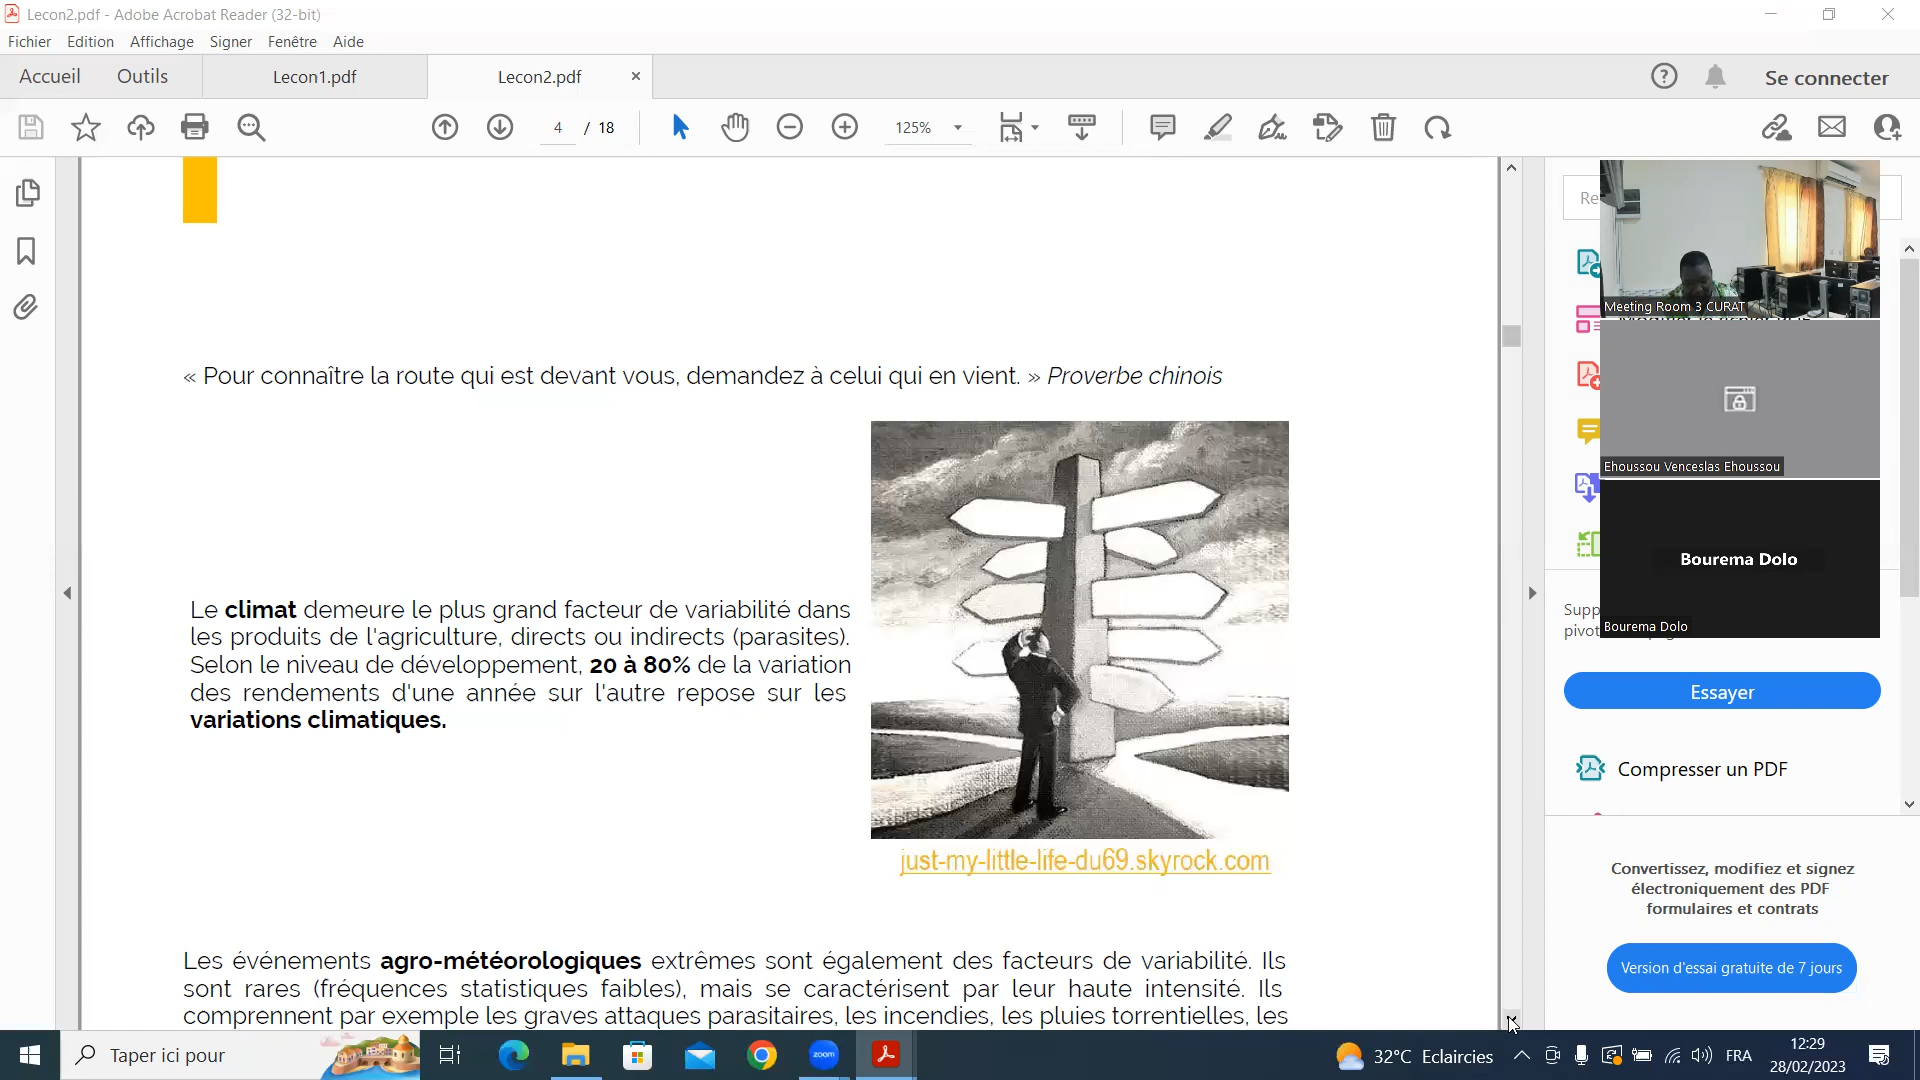 Lecon2.pdf - Adobe Acrobat Reader (32-bit)
Fichier Edition Affichage Signer Fenêtre Aide
Accueil Outils Lecon1.pdf Lecon2.pdf × Se connecter
4 / 18 125%
« Pour connaître la route qui est devant vous, demandez à celui qui en vient. » Proverbe chinois
Le climat demeure le plus grand facteur de variabilité dans
les produits de l'agriculture, directs ou indirects (parasites).
Selon le niveau de développement, 20 à 80% de la variation
des rendements d'une année sur l'autre repose sur les
variations climatiques.
just-my-little-life-du69.skyrock.com
Les événements agro-météorologiques extrêmes sont également des facteurs de variabilité. Ils
sont rares (fréquences statistiques faibles), mais se caractérisent par leur haute intensité. Ils
comprennent par exemple les graves attaques parasitaires, les incendies, les pluies torrentielles, les
Re
Meeting Room 3 CURAT
Ehoussou Venceslas Ehoussou
Bourema Dolo
Bourema Dolo
Supp
pivot
Essayer
Compresser un PDF
Convertissez, modifiez et signez
électroniquement des PDF
formulaires et contrats
Version d'essai gratuite de 7 jours
Taper ici pour
zoom
32°C Eclaircies
FRA
12:29
28/02/2023